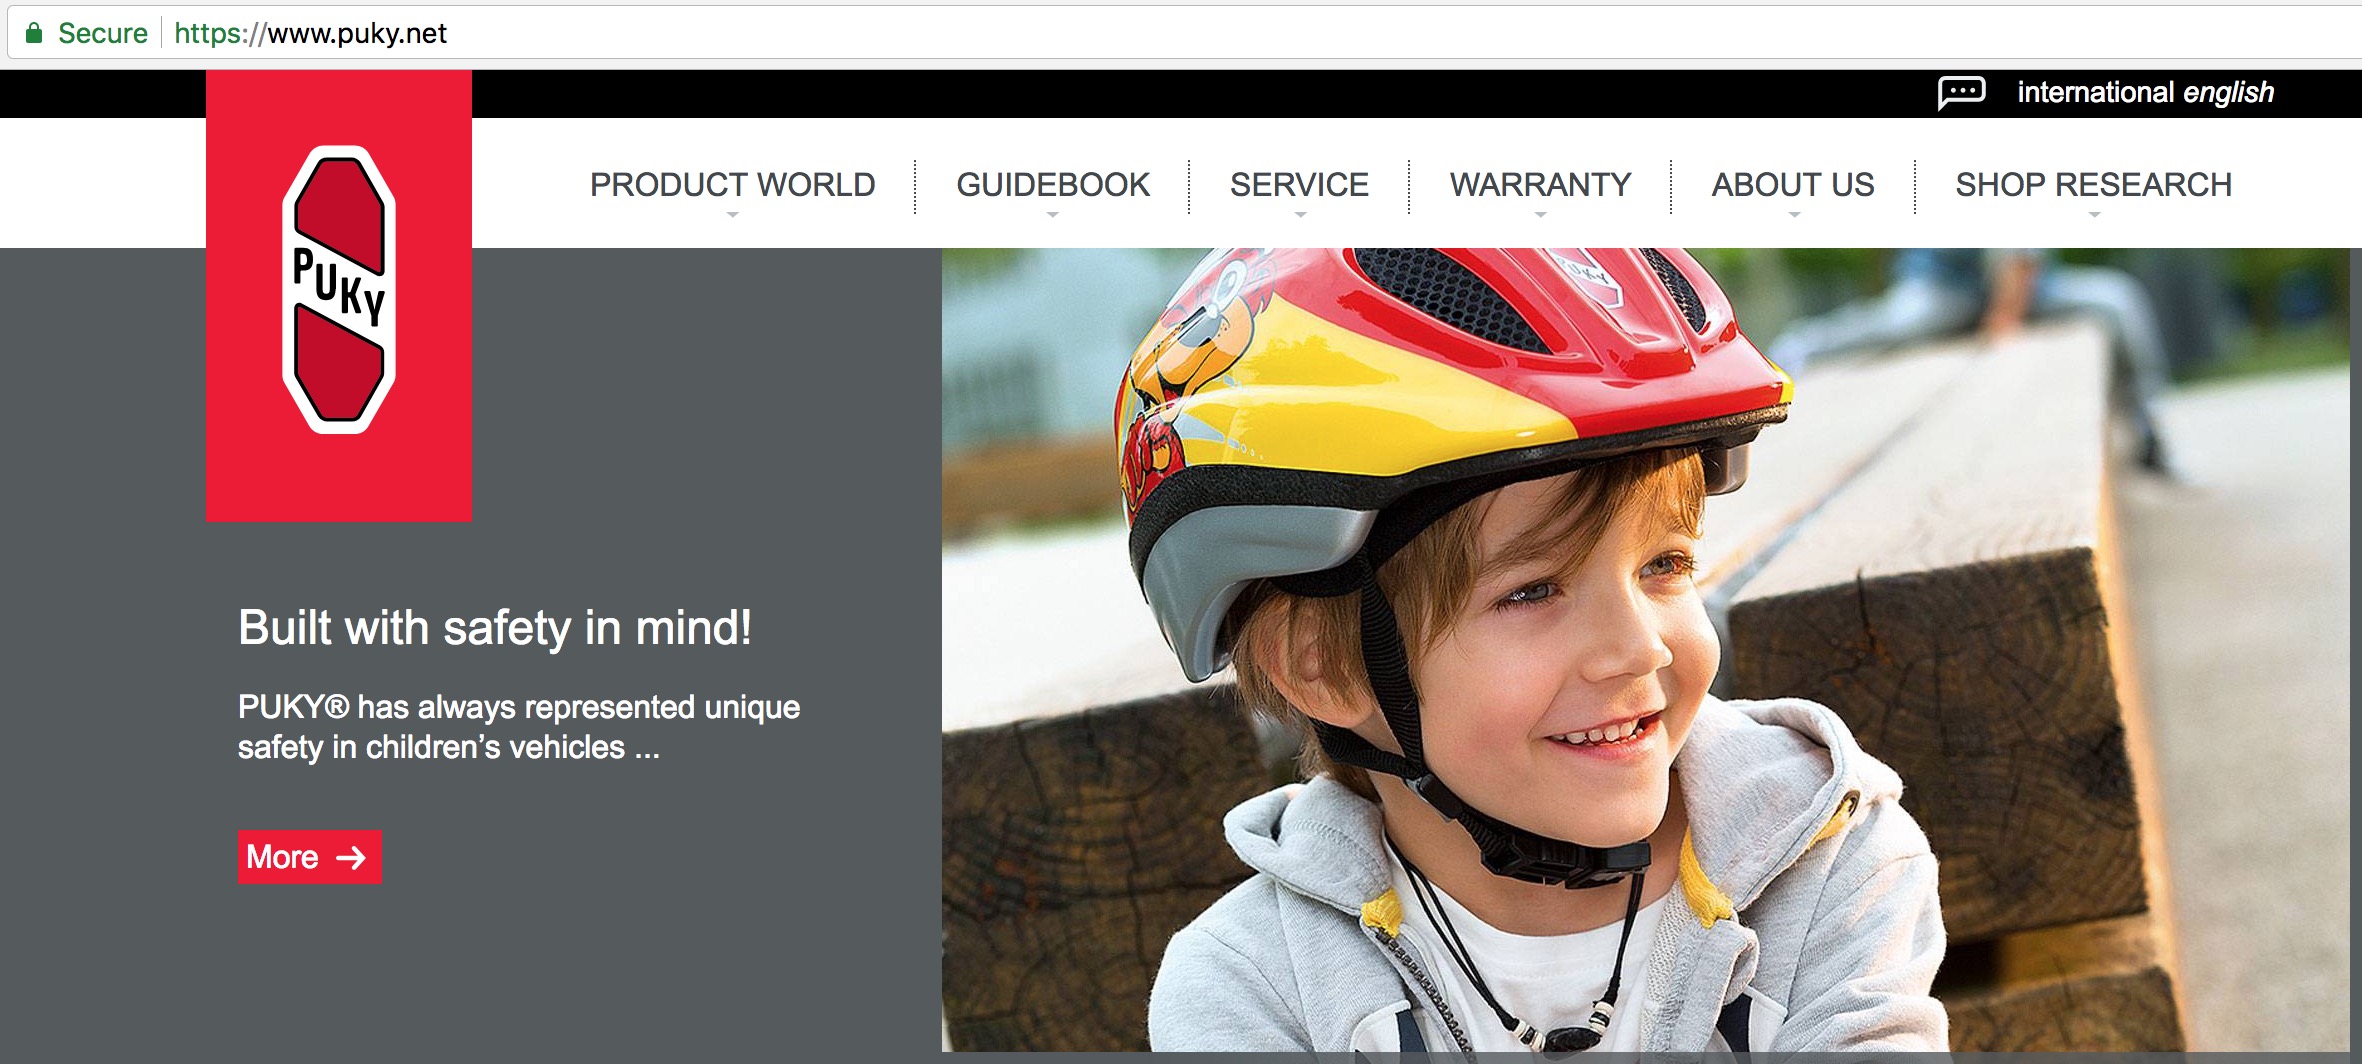 Secure https://www.puky.net
international english
PUKY
PRODUCT WORLD
GUIDEBOOK
SERVICE
WARRANTY
ABOUT US
SHOP RESEARCH
PUKY
Built with safety in mind!
PUKY® has always represented unique
safety in children’s vehicles ...
More